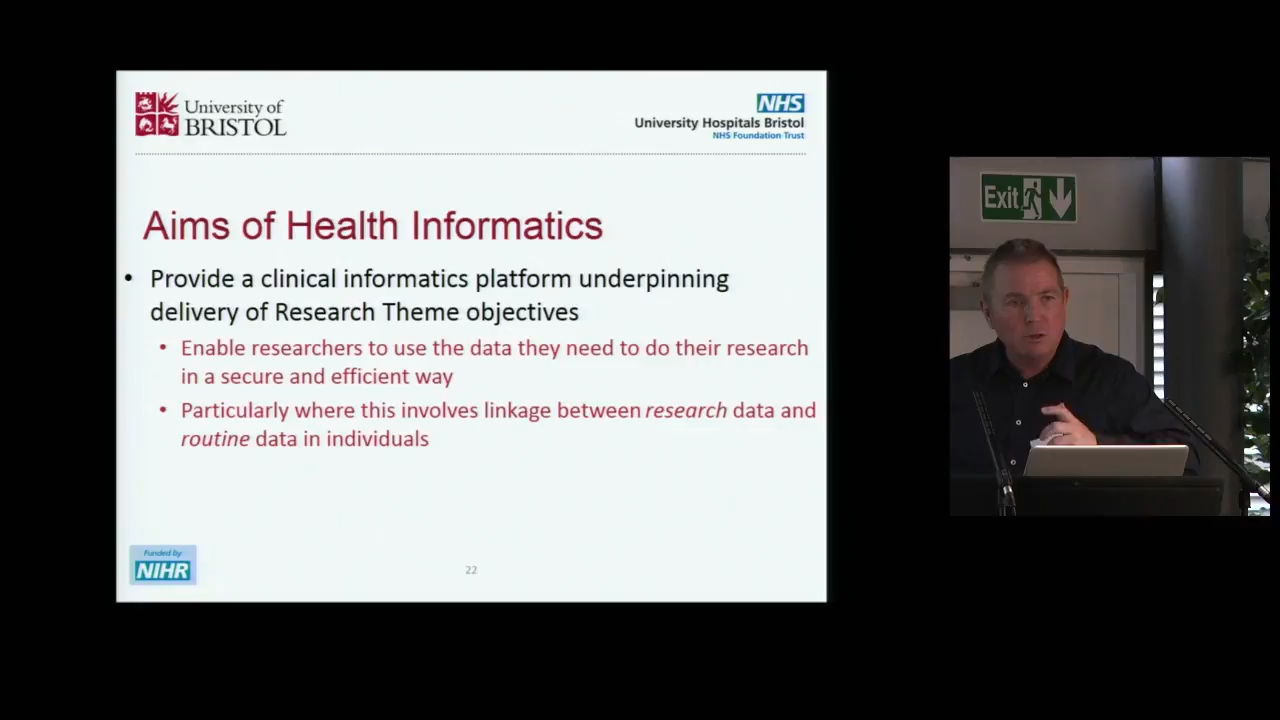 University of
BRISTOL
NHS
University Hospitals Bristol
NHS Foundation Trust
Aims of Health Informatics
• Provide a clinical informatics platform underpinning
delivery of Research Theme objectives
• Enable researchers to use the data they need to do their research
in a secure and efficient way
• Particularly where this involves linkage between research data and
routine data in individuals
Funded by
NIHR
22
Exit